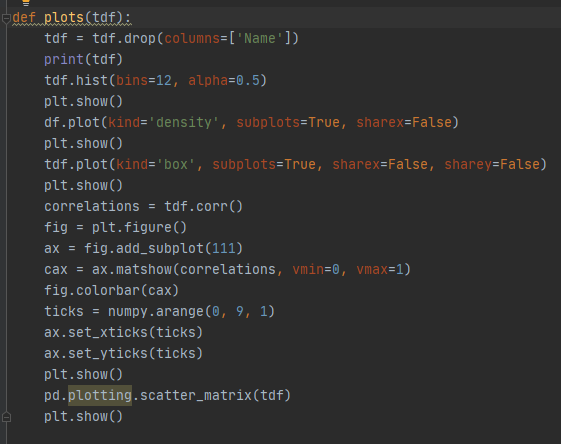 def plots(tdf):
    tdf = tdf.drop(columns=['Name'])
    print(tdf)
    tdf.hist(bins=12, alpha=0.5)
    plt.show()
    df.plot(kind='density', subplots=True, sharex=False)
    plt.show()
    tdf.plot(kind='box', subplots=True, sharex=False, sharey=False)
    plt.show()
    correlations = tdf.corr()
    fig = plt.figure()
    ax = fig.add_subplot(111)
    cax = ax.matshow(correlations, vmin=0, vmax=1)
    fig.colorbar(cax)
    ticks = numpy.arange(0, 9, 1)
    ax.set_xticks(ticks)
    ax.set_yticks(ticks)
    plt.show()
    pd.plotting.scatter_matrix(tdf)
    plt.show()